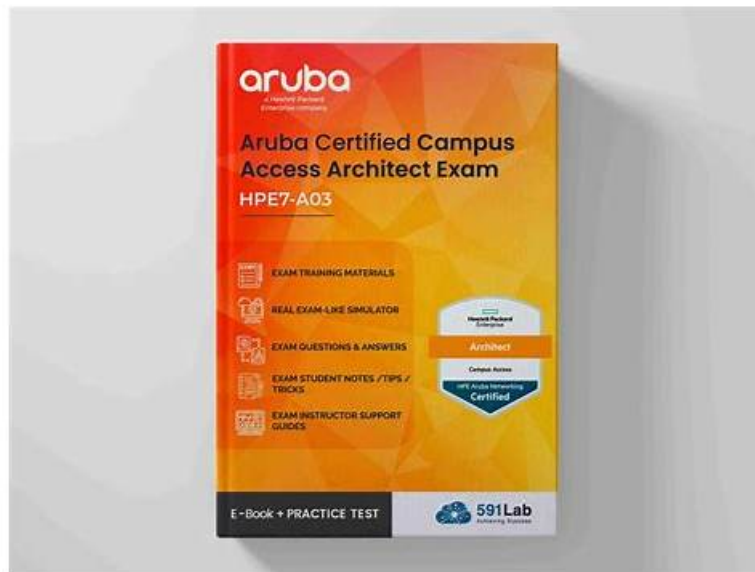 aruba
a Hewlett Packard
Enterprise company
Aruba Certified Campus
Access Architect Exam
HPE7-A03
EXAM TRAINING MATERIALS
REAL EXAM-LIKE SIMULATOR
EXAM QUESTIONS & ANSWERS
EXAM STUDENT NOTES /TIPS /
TRICKS
EXAM INSTRUCTOR SUPPORT
GUIDES
Hewlett Packard
Enterprise
Architect
Campus Access
HPE Aruba Networking
Certified
E-Book + PRACTICE TEST
591Lab
Achieving Success